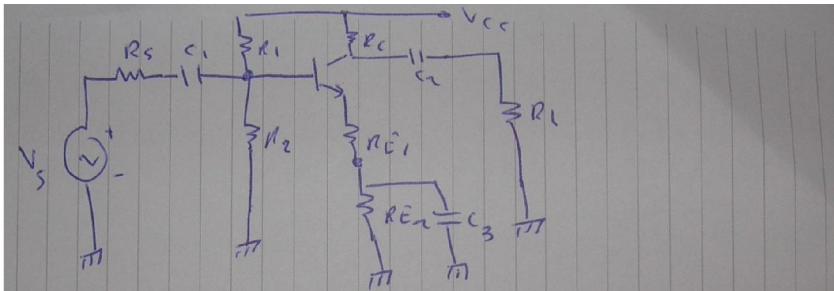 Vcc
Rs
C1
R1
Rc
C2
Vs
+
-
R2
RE1
RL
RE2
C3